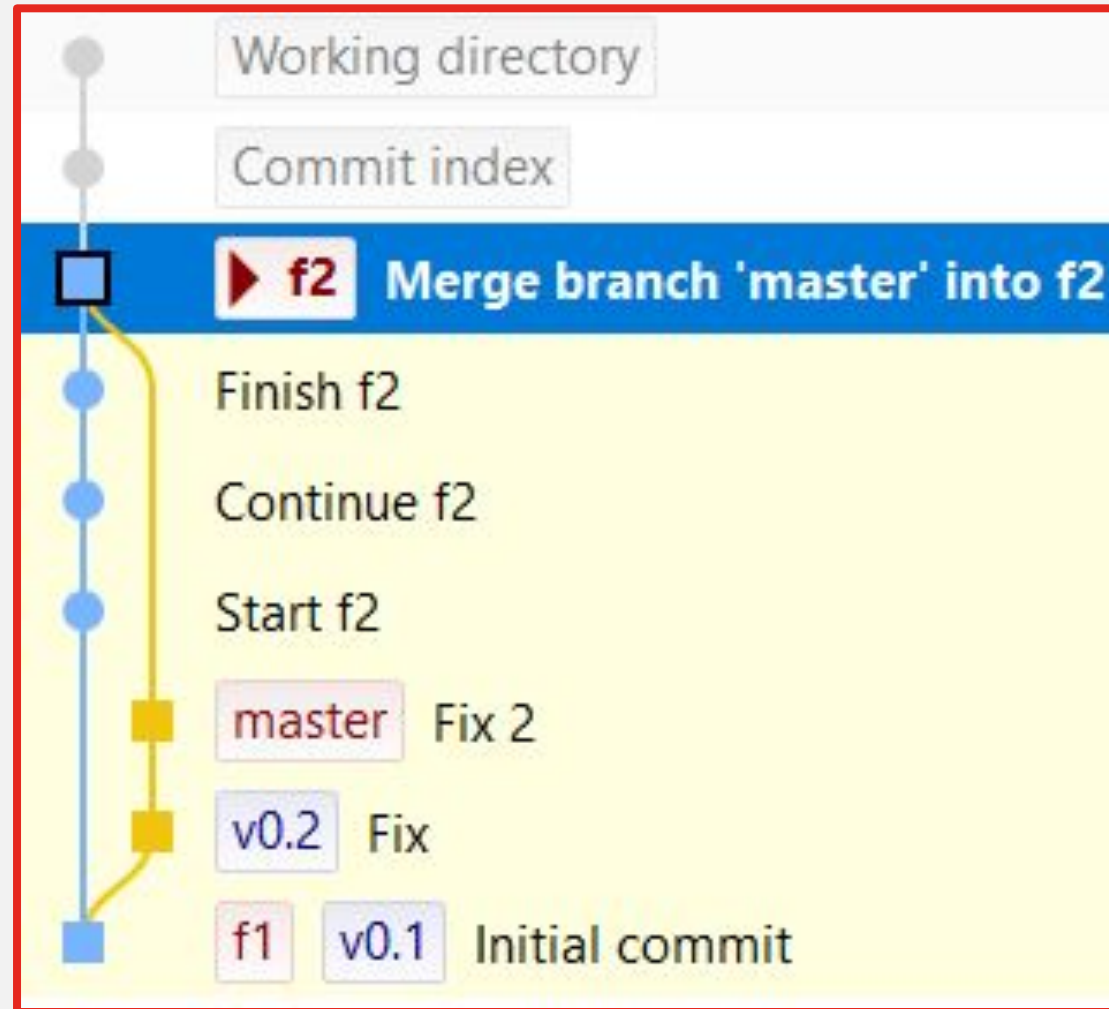 Working directory
Commit index
f2 Merge branch 'master' into f2
Finish f2
Continue f2
Start f2
master Fix 2
v0.2 Fix
f1 v0.1 Initial commit